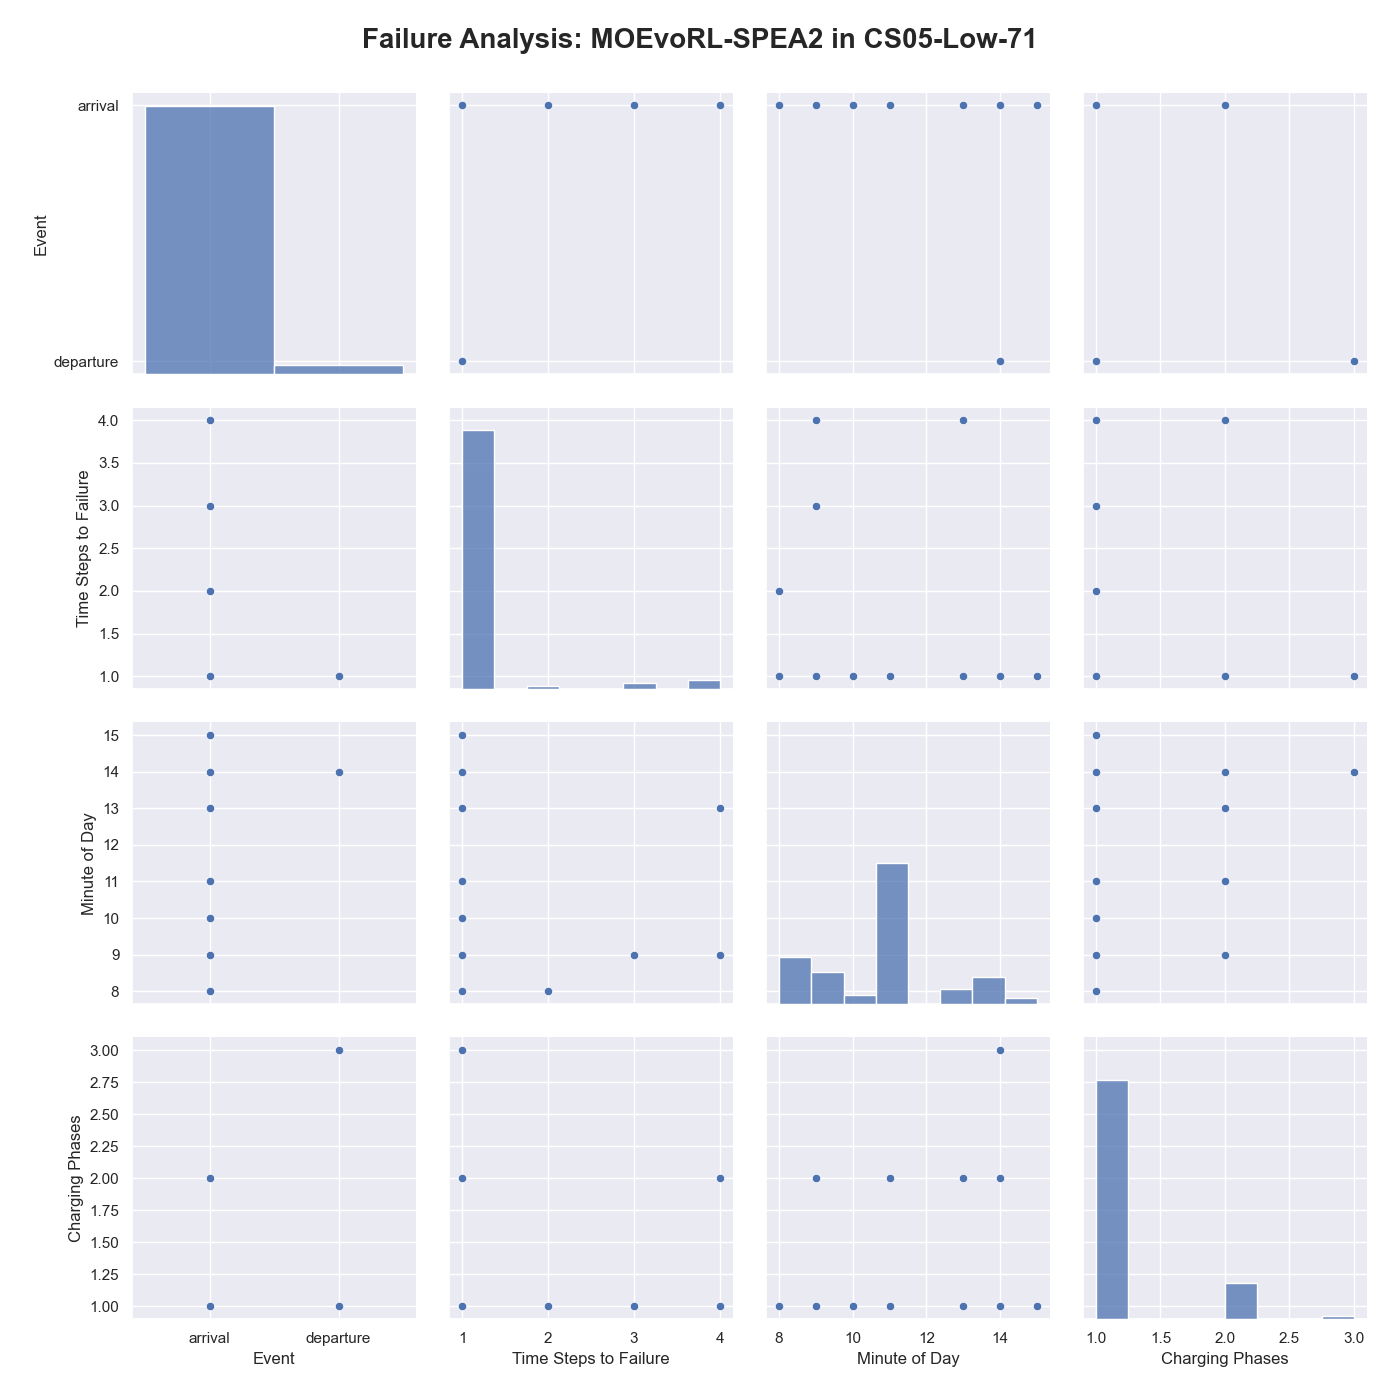 Failure Analysis: MOEvoRL-SPEA2 in CS05-Low-71
arrival
departure
Event
4.0
3.5
3.0
2.5
2.0
1.5
1.0
Time Steps to Failure
15
14
13
12
11
10
9
8
Minute of Day
3.00
2.75
2.50
2.25
2.00
1.75
1.50
1.25
1.00
Charging Phases
arrival departure
Event
1 2 3 4
Time Steps to Failure
8 10 12 14
Minute of Day
1.0 1.5 2.0 2.5 3.0
Charging Phases